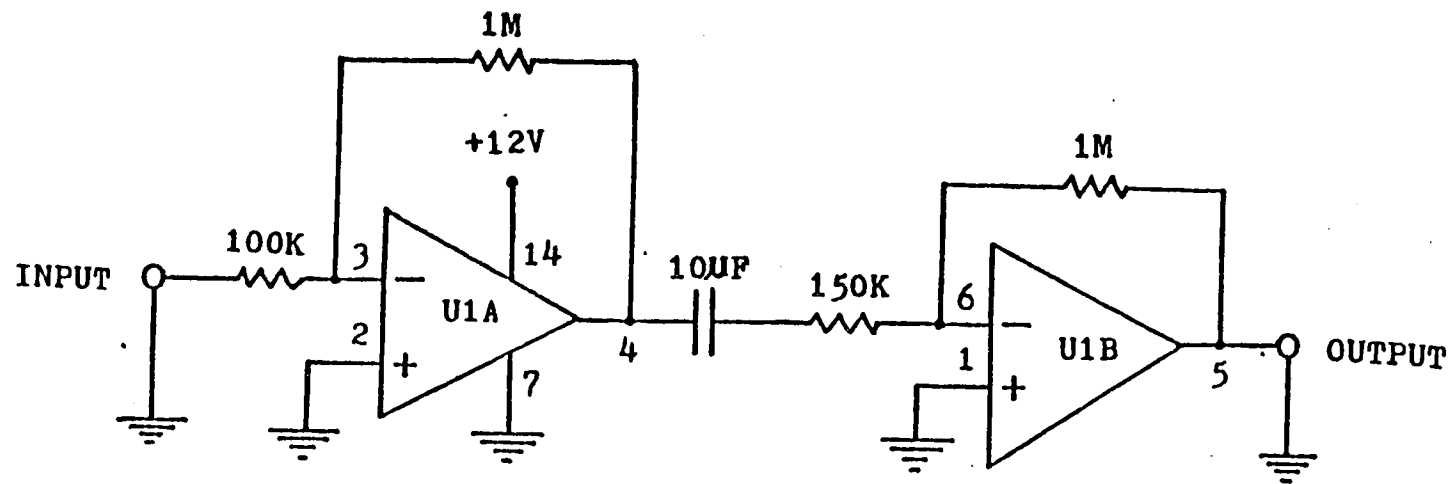 1M
+12V
1M
100K
3
14
INPUT
−
U1A
10UF
150K
6
−
2
+
4
U1B
OUTPUT
7
1
+
5